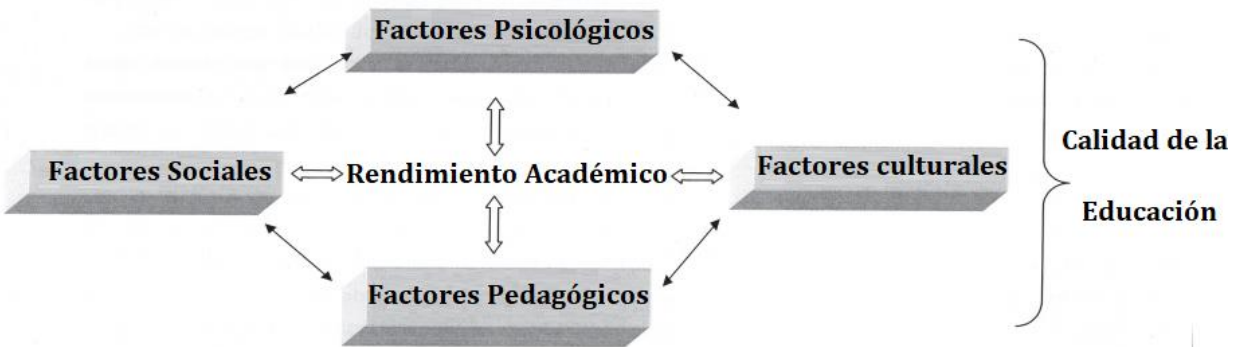 Factores Psicológicos
Factores Sociales
Rendimiento Académico
Factores culturales
Factores Pedagógicos
Calidad de la
Educación